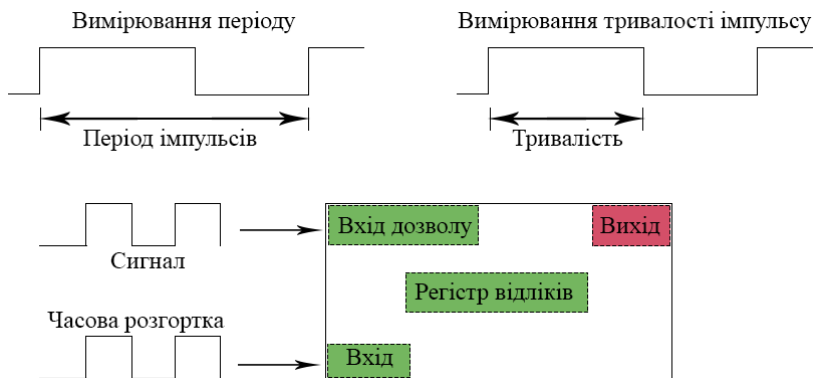 Вимірювання періоду
Вимірювання тривалості імпульсу
Період імпульсів
Тривалість
Вхід дозволу
Вихід
Сигнал
Регістр відліків
Часова розгортка
Вхід